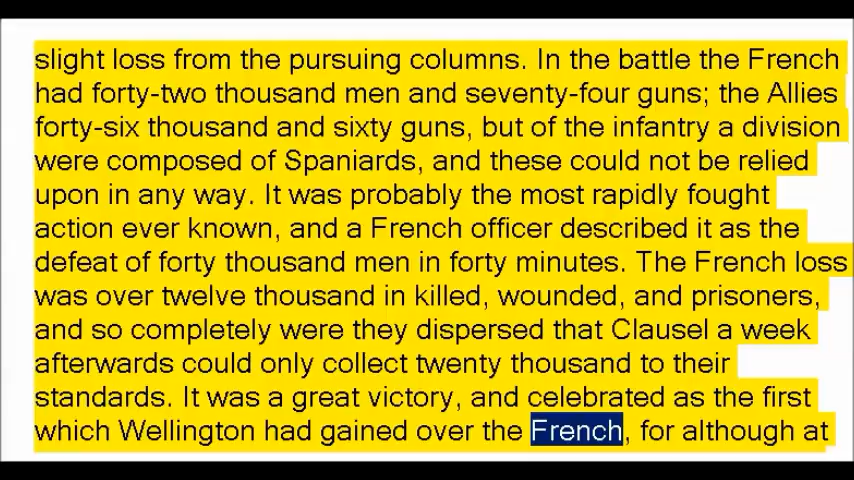 slight loss from the pursuing columns. In the battle the French
had forty-two thousand men and seventy-four guns; the Allies
forty-six thousand and sixty guns, but of the infantry a division
were composed of Spaniards, and these could not be relied
upon in any way. It was probably the most rapidly fought
action ever known, and a French officer described it as the
defeat of forty thousand men in forty minutes. The French loss
was over twelve thousand in killed, wounded, and prisoners,
and so completely were they dispersed that Clausel a week
afterwards could only collect twenty thousand to their
standards. It was a great victory, and celebrated as the first
which Wellington had gained over the French, for although at